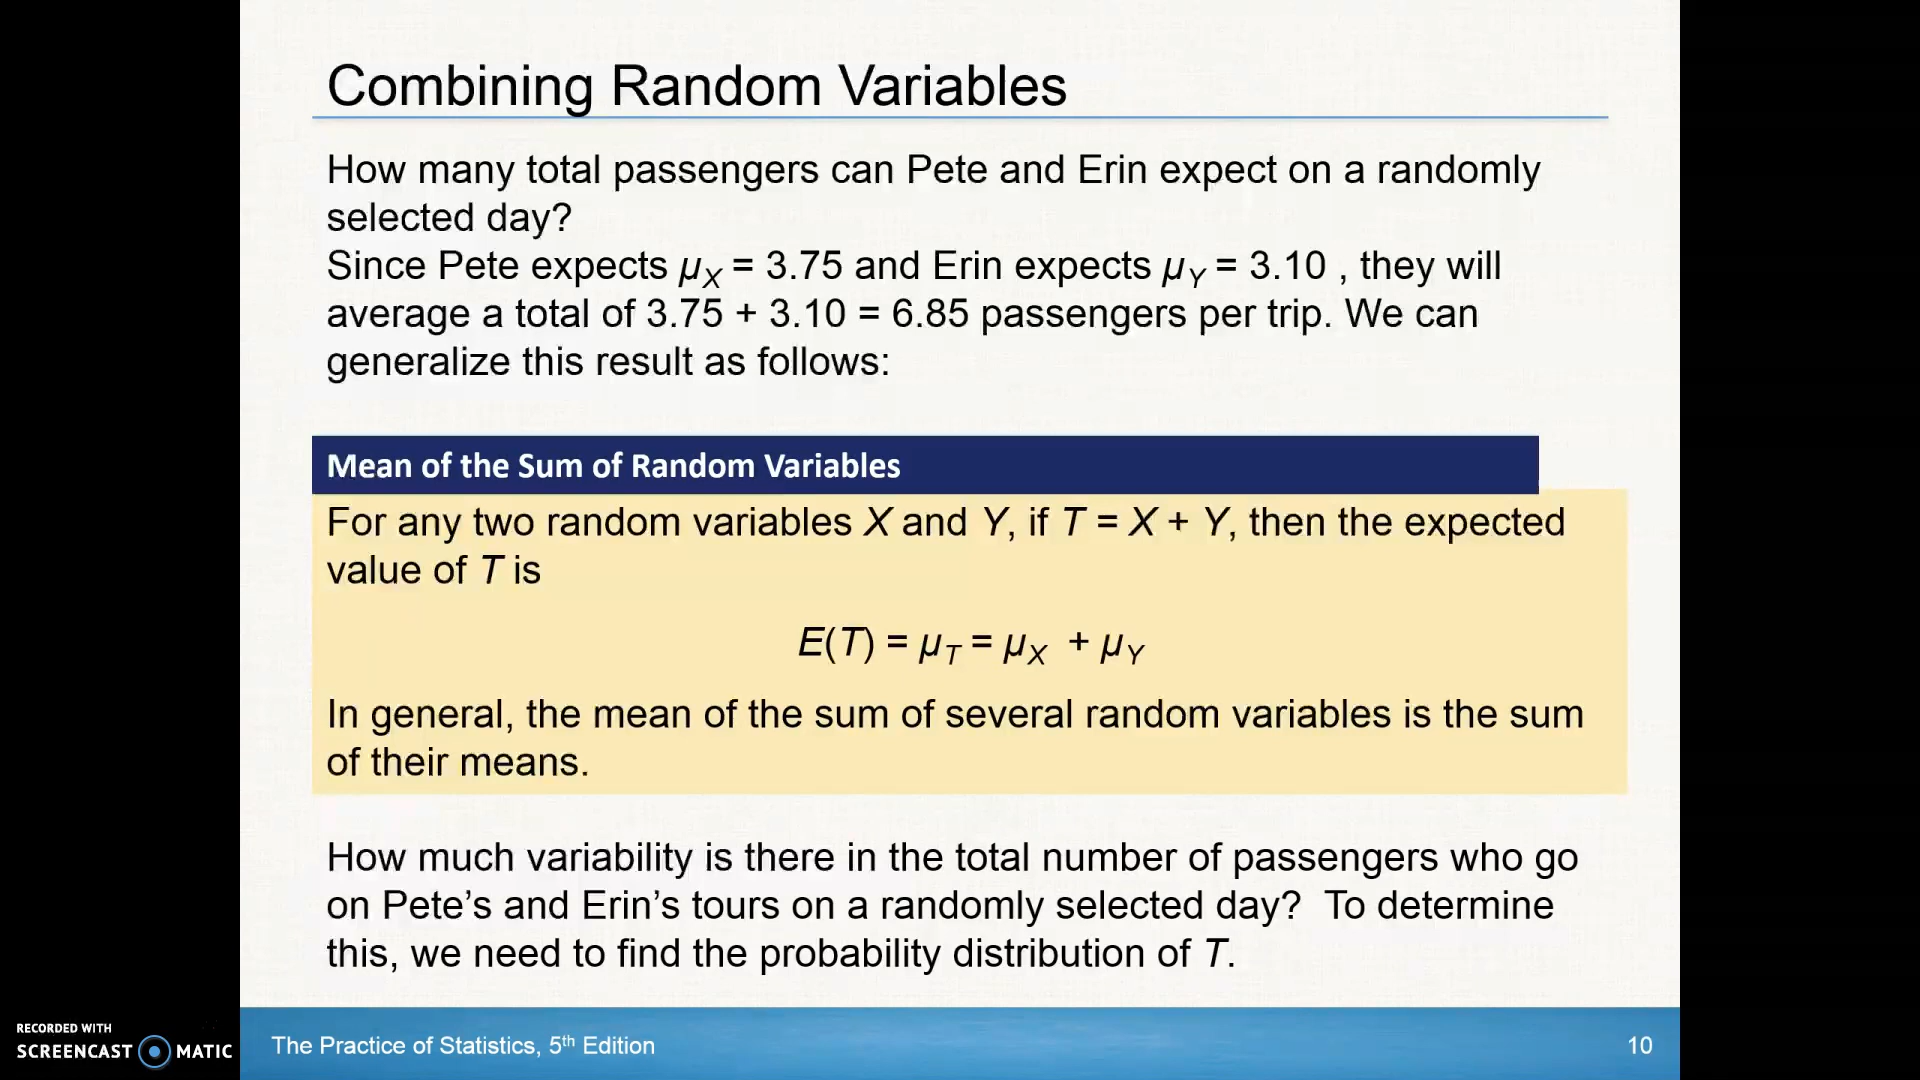 Combining Random Variables
How many total passengers can Pete and Erin expect on a randomly
selected day?
Since Pete expects µX = 3.75 and Erin expects µY = 3.10 , they will
average a total of 3.75 + 3.10 = 6.85 passengers per trip. We can
generalize this result as follows:
Mean of the Sum of Random Variables
For any two random variables X and Y, if T = X + Y, then the expected
value of T is
E(T) = µT = µX + µY
In general, the mean of the sum of several random variables is the sum
of their means.
How much variability is there in the total number of passengers who go
on Pete’s and Erin’s tours on a randomly selected day? To determine
this, we need to find the probability distribution of T.
RECORDED WITH
SCREENCAST MATIC
The Practice of Statistics, 5th Edition
10